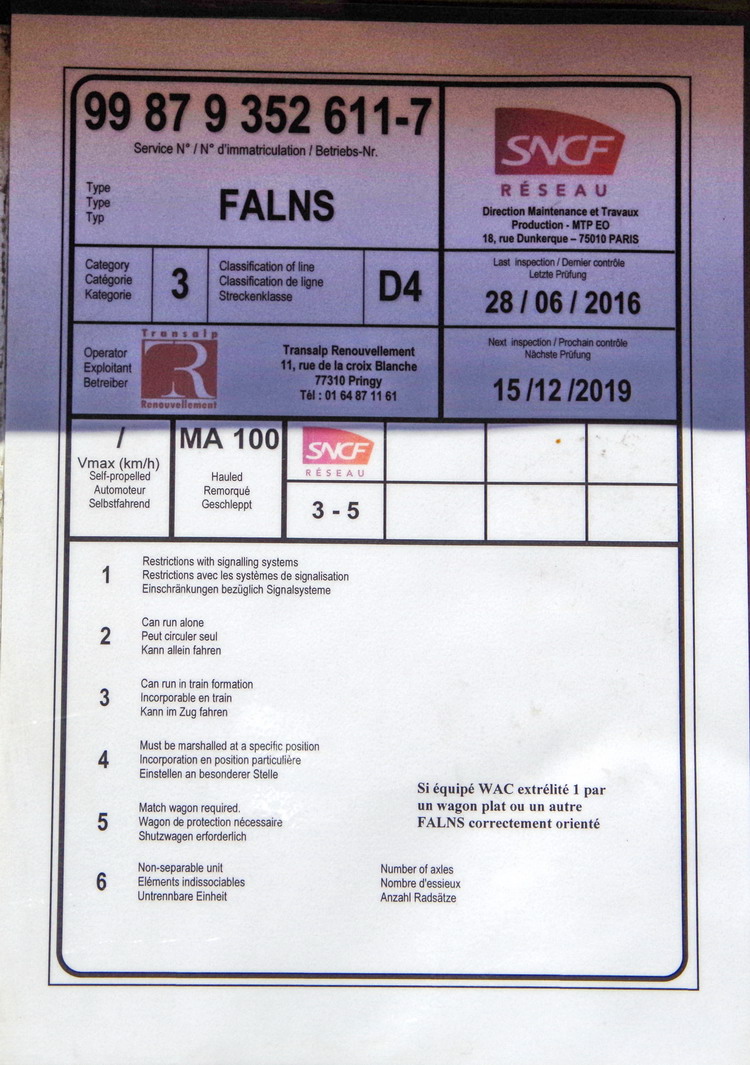 99 87 9 352 611-7
Service N° / N° d'immatriculation / Betriebs-Nr.
Type
Type
Typ
FALNS
SNCF
RÉSEAU
Direction Maintenance et Travaux
Production - MTP EO
18, rue Dunkerque – 75010 PARIS
Category
Catégorie
Kategorie
3
Classification of line
Classification de ligne
Streckenklasse
D4
Last inspection / Dernier contrôle
Letzte Prüfung
28 / 06 / 2016
Operator
Exploitant
Betreiber
Transalp
R
Renouvellement
Transalp Renouvellement
11, rue de la croix Blanche
77310 Pringy
Tèl : 01 64 87 11 61
Next inspection / Prochain contrôle
Nächste Prüfung
15 /12 /2019
/
Vmax (km/h)
Self-propelled
Automoteur
Selbstfahrend
MA 100
Hauled
Remorqué
Geschleppt
SNCF
RÉSEAU
3 - 5
1
Restrictions with signalling systems
Restrictions avec les systèmes de signalisation
Einschränkungen bezüglich Signalsysteme
2
Can run alone
Peut circuler seul
Kann allein fahren
3
Can run in train formation
Incorporable en train
Kann im Zug fahren
4
Must be marshalled at a specific position
Incorporation en position particulière
Einstellen an besonderer Stelle
5
Match wagon required.
Wagon de protection nécessaire
Shutzwagen erforderlich
Si équipé WAC extrélité 1 par
un wagon plat ou un autre
FALNS correctement orienté
6
Non-separable unit
Eléments indissociables
Untrennbare Einheit
Number of axles
Nombre d'essieux
Anzahl Radsätze